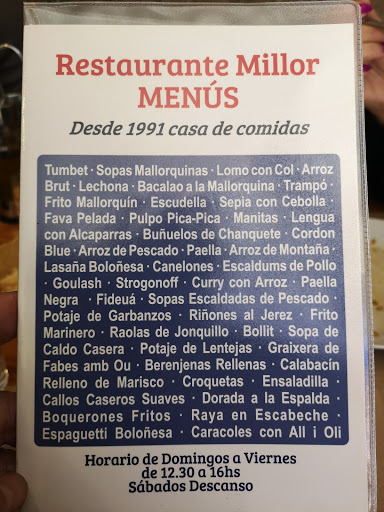 Restaurante Millor
MENÚS
Desde 1991 casa de comidas
Tumbet · Sopas Mallorquinas · Lomo con Col · Arroz
Brut · Lechona · Bacalao a la Mallorquina · Trampó ·
Frito Mallorquín · Escudella · Sepia con Cebolla ·
Fava Pelada · Pulpo Pica-Pica · Manitas · Lengua
con Alcaparras · Buñuelos de Chanquete · Cordon
Blue · Arroz de Pescado · Paella · Arroz de Montaña ·
Lasaña Boloñesa · Canelones · Escaldums de Pollo
· Goulash · Strogonoff · Curry con Arroz · Paella
Negra · Fideuá · Sopas Escaldadas de Pescado ·
Potaje de Garbanzos · Riñones al Jerez · Frito
Marinero · Raolas de Jonquillo · Bollit · Sopa de
Caldo Casera · Potaje de Lentejas · Graixera de
Fabes amb Ou · Berenjenas Rellenas · Calabacín
Relleno de Marisco · Croquetas · Ensaladilla ·
Callos Caseros Suaves · Dorada a la Espalda ·
Boquerones Fritos · Raya en Escabeche ·
Espaguetti Boloñesa · Caracoles con All i Oli
Horario de Domingos a Viernes
de 12.30 a 16hs
Sábados Descanso